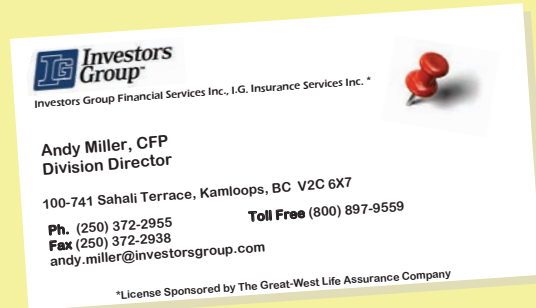 IG
Investors
Group™
Investors Group Financial Services Inc., I.G. Insurance Services Inc. *
Andy Miller, CFP
Division Director
100-741 Sahali Terrace, Kamloops, BC V2C 6X7
Ph. (250) 372-2955 Toll Free (800) 897-9559
Fax (250) 372-2938
andy.miller@investorsgroup.com
*License Sponsored by The Great-West Life Assurance Company